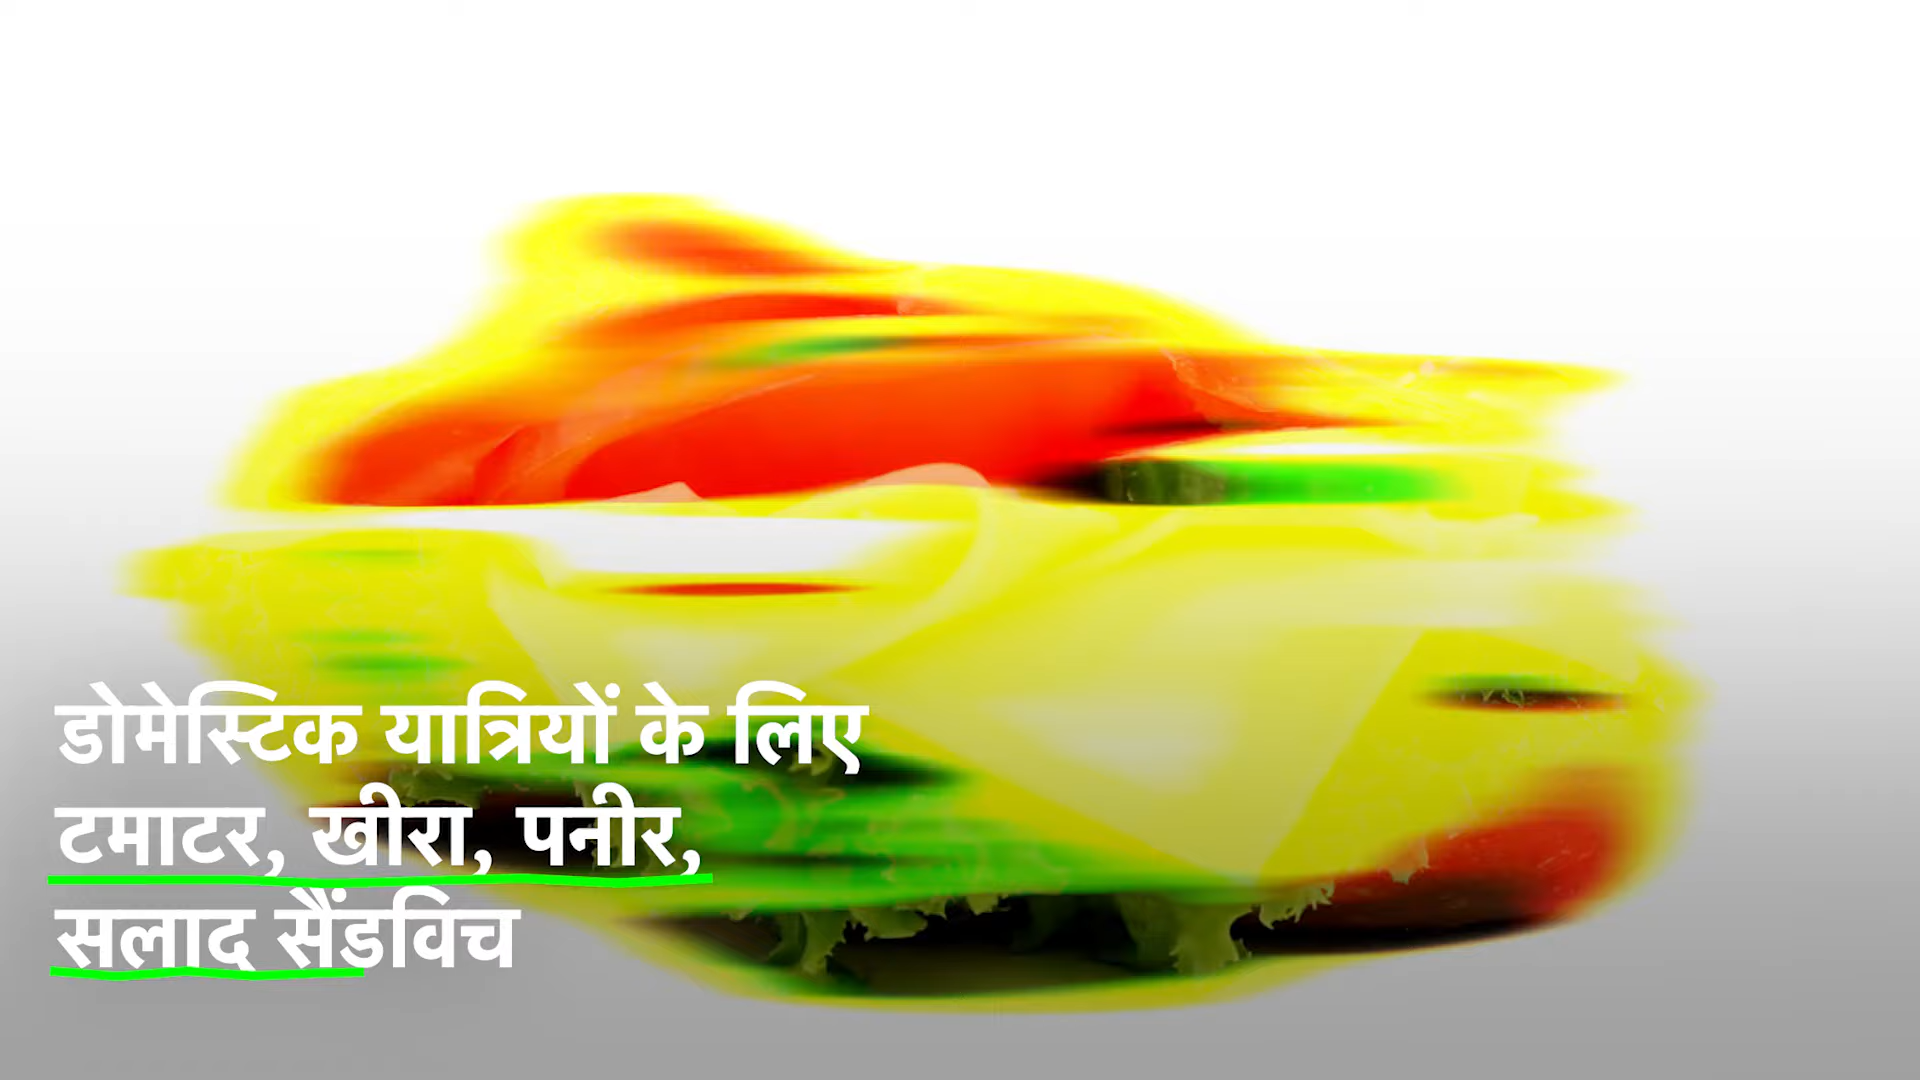 डोमेस्टिक यात्रियों के लिए
टमाटर, खीरा, पनीर,
सलाद सैंडविच